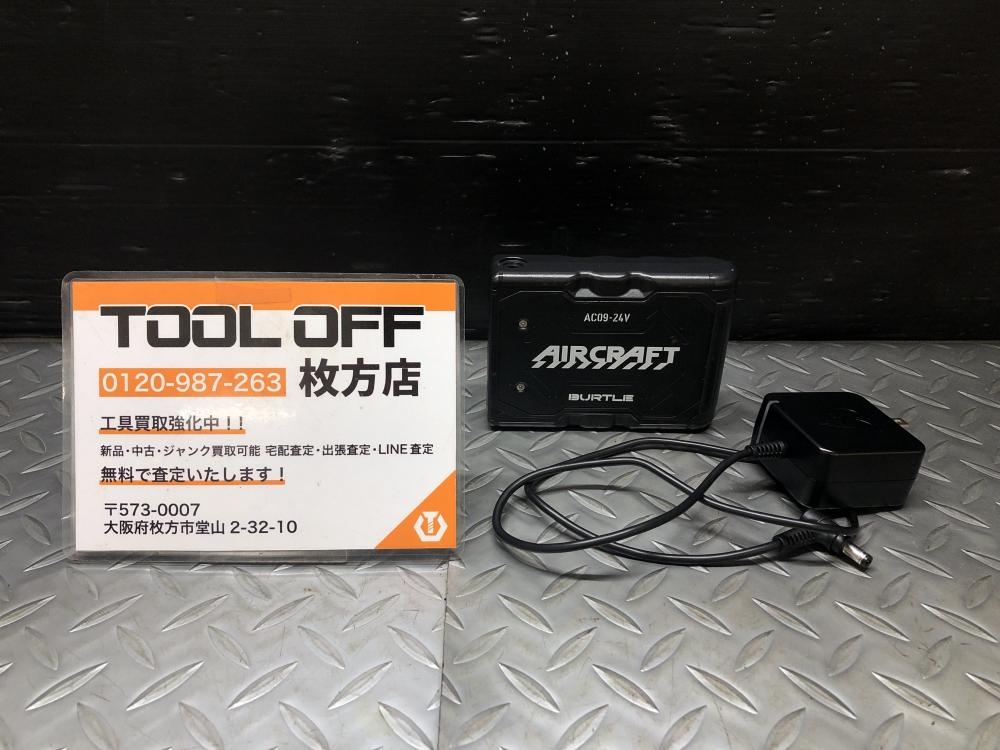 TOOL OFF
0120-987-263 枚方店
工具買取強化中！！
新品・中古・ジャンク買取可能 宅配査定・出張査定・LINE査定
無料で査定いたします！
〒573-0007
大阪府枚方市堂山 2-32-10
AC09-24V
AIRCRAFT
BURTLE